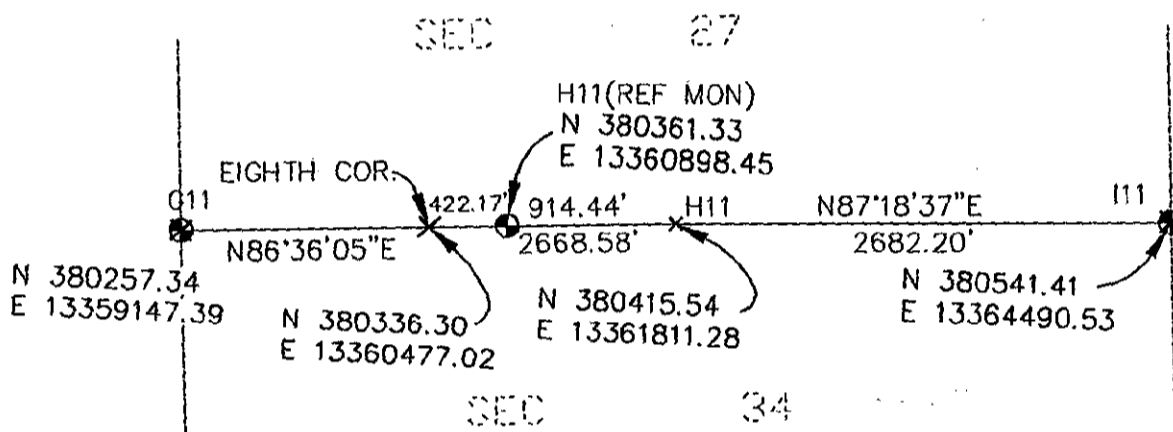 SEC 27
H11(REF MON)
N 380361.33
E 13360898.45
EIGHTH COR.
G11
422.17'
914.44'
H11
N87°18'37"E
I11
N86°36'05"E
2668.58'
2682.20'
N 380257.34
E 13359147.39
N 380336.30
E 13360477.02
N 380415.54
E 13361811.28
N 380541.41
E 13364490.53
SEC 34